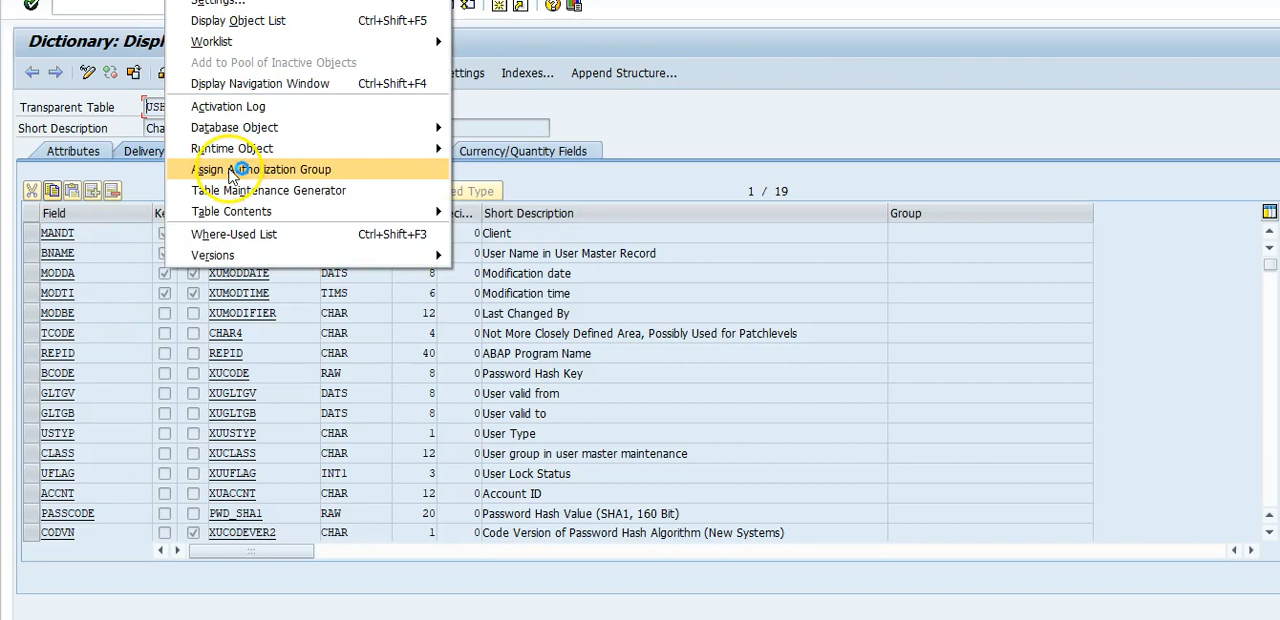 Settings...
Display Object List Ctrl+Shift+F5
Dictionary: Displ
Worklist
Add to Pool of Inactive Objects
Display Navigation Window Ctrl+Shift+F4
ettings Indexes... Append Structure...
Transparent Table USH
Activation Log
Short Description Cha
Database Object
Attributes Delivery
Runtime Object
Currency/Quantity Fields
Assign Authorization Group
Table Maintenance Generator
ed Type 1 / 19
Table Contents
Field Ke eci... Short Description Group
Where-Used List Ctrl+Shift+F3
MANDT 0 Client
Versions
BNAME 0 User Name in User Master Record
MODDA XUMODDATE DATS 8 0 Modification date
MODTI XUMODTIME TIMS 6 0 Modification time
MODBE XUMODIFIER CHAR 12 0 Last Changed By
TCODE CHAR4 CHAR 4 0 Not More Closely Defined Area, Possibly Used for Patchlevels
REPID REPID CHAR 40 0 ABAP Program Name
BCODE XUCODE RAW 8 0 Password Hash Key
GLTGV XUGLTGV DATS 8 0 User valid from
GLTGB XUGLTGB DATS 8 0 User valid to
USTYP XUUSTYP CHAR 1 0 User Type
CLASS XUCLASS CHAR 12 0 User group in user master maintenance
UFLAG XUUFLAG INT1 3 0 User Lock Status
ACCNT XUACCNT CHAR 12 0 Account ID
PASSCODE PWD_SHA1 RAW 20 0 Password Hash Value (SHA1, 160 Bit)
CODVN XUCODEVER2 CHAR 1 0 Code Version of Password Hash Algorithm (New Systems)